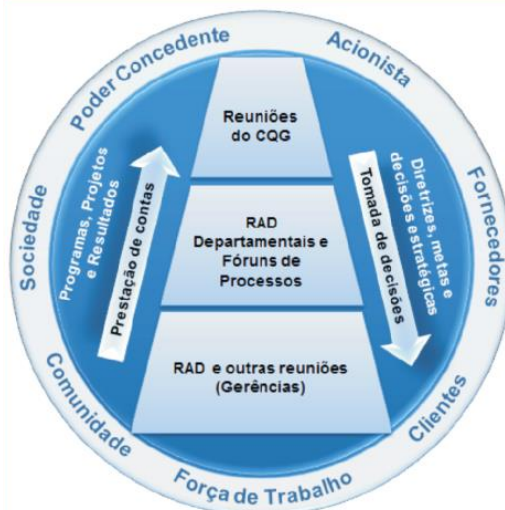 Poder Concedente
Acionista
Fornecedores
Clientes
Força de Trabalho
Comunidade
Sociedade
Programas, Projetos
e Resultados
Prestação de contas
Reuniões
do CQG
RAD
Departamentais e
Fóruns de
Processos
RAD e outras reuniões
(Gerências)
Tomada de decisões
Diretrizes, metas e
decisões estratégicas